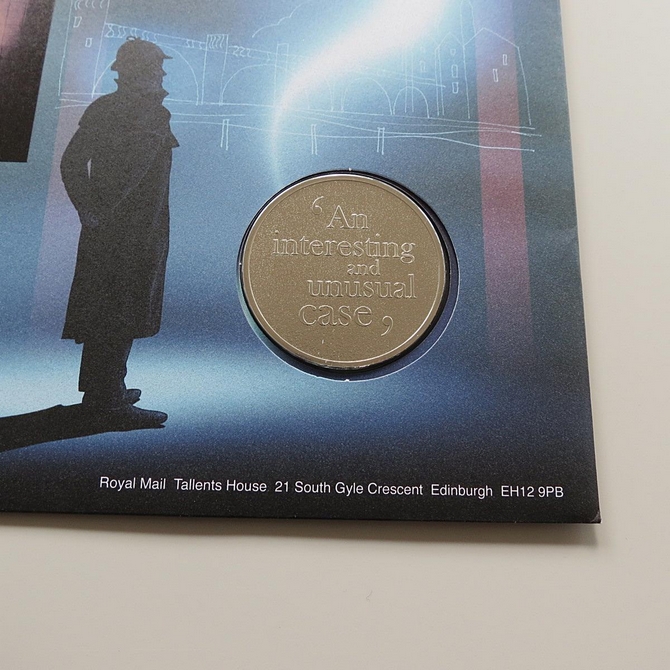 ‘An
interesting
and
unusual
case’
Royal Mail Tallents House 21 South Gyle Crescent Edinburgh EH12 9PB